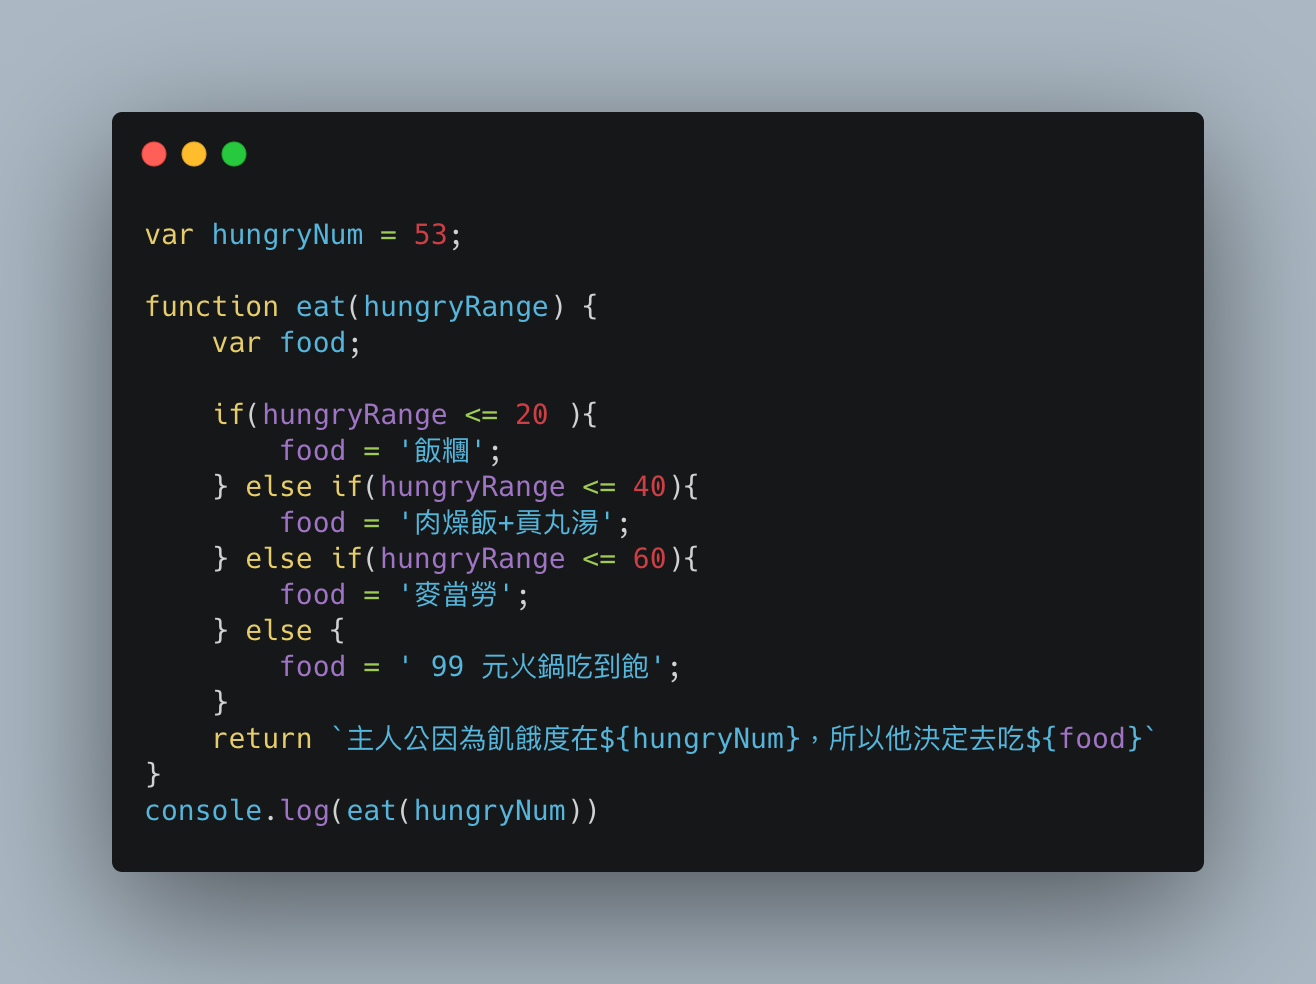 var hungryNum = 53;
function eat(hungryRange) {
    var food;
    if(hungryRange <= 20 ){
        food = '飯糰';
    } else if(hungryRange <= 40){
        food = '肉燥飯+貢丸湯';
    } else if(hungryRange <= 60){
        food = '麥當勞';
    } else {
        food = ' 99 元火鍋吃到飽';
    }
    return `主人公因為飢餓度在${hungryNum}，所以他決定去吃${food}`
}
console.log(eat(hungryNum))